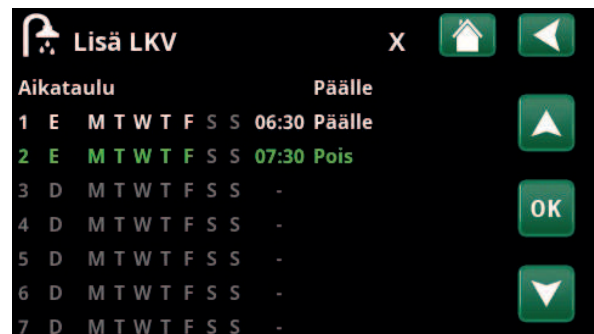 Lisä LKV X
Aikataulu Päälle
1 E M T W T F S S 06:30 Päälle
2 E M T W T F S S 07:30 Pois
3 D M T W T F S S -
4 D M T W T F S S -
OK
5 D M T W T F S S -
6 D M T W T F S S -
7 D M T W T F S S -